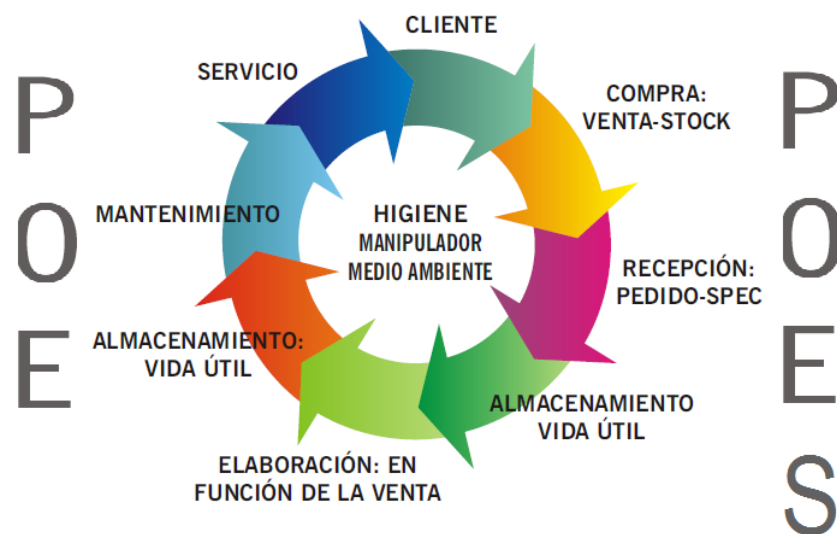 P
O
E
CLIENTE
SERVICIO
COMPRA:
VENTA-STOCK
MANTENIMIENTO
HIGIENE
MANIPULADOR
MEDIO AMBIENTE
RECEPCIÓN:
PEDIDO-SPEC
ALMACENAMIENTO:
VIDA ÚTIL
ALMACENAMIENTO
VIDA ÚTIL
ELABORACIÓN: EN
FUNCIÓN DE LA VENTA
P
O
E
S